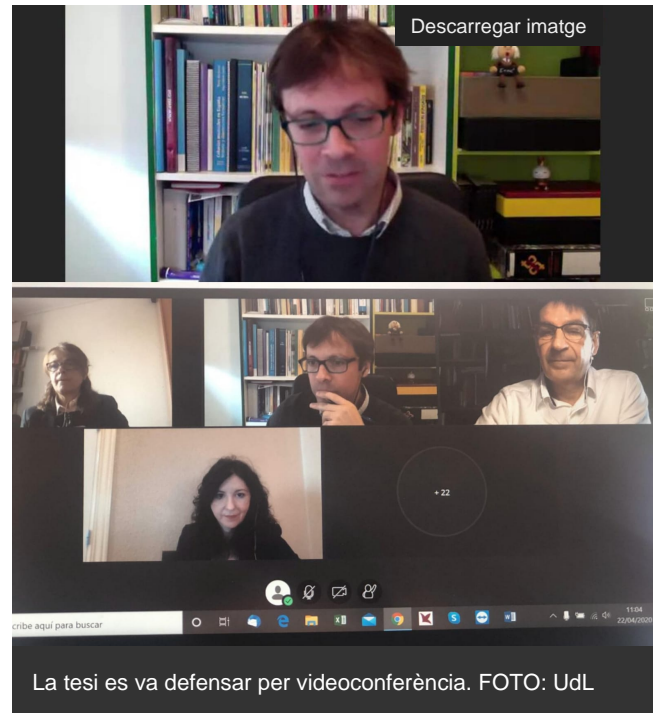 Descarregar imatge
+ 22
cribe aquí para buscar
11:04
22/04/2020
La tesi es va defensar per videoconferència. FOTO: UdL